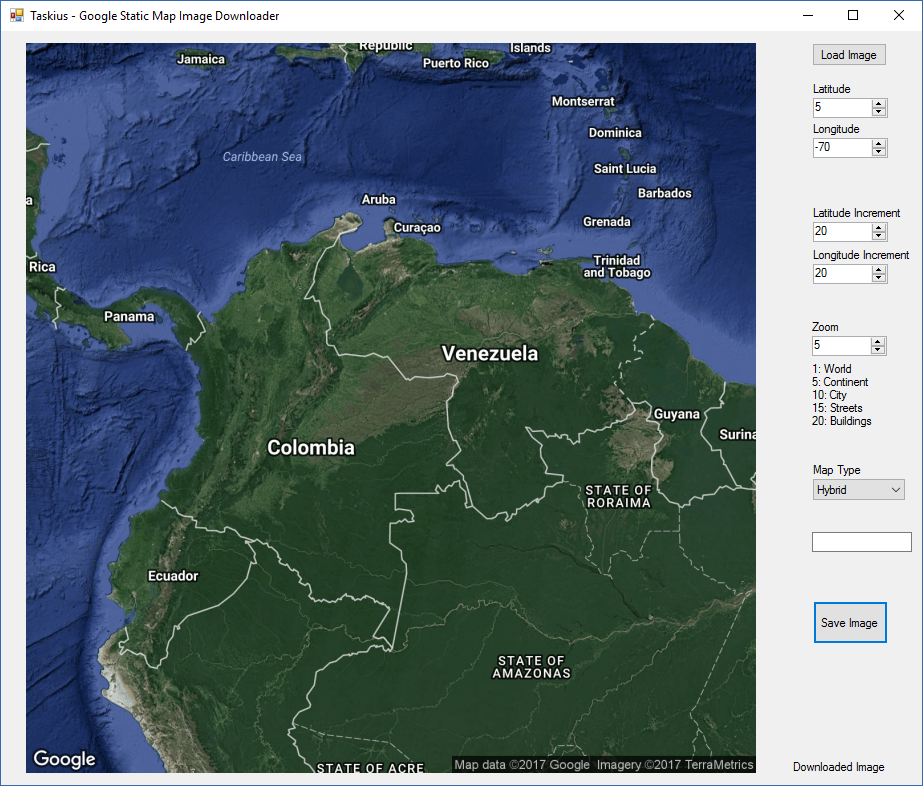 Taskius - Google Static Map Image Downloader
Republic
Islands
Jamaica
Puerto Rico
Montserrat
Dominica
Caribbean Sea
Saint Lucia
Barbados
a
Aruba
Grenada
Curaçao
Rica
Trinidad
and Tobago
Panama
Venezuela
Guyana
Surina
Colombia
STATE OF
RORAIMA
Ecuador
STATE OF
AMAZONAS
Google
STATE OF ACRE
Map data ©2017 Google Imagery ©2017 TerraMetrics
Load Image
Latitude
5
Longitude
-70
Latitude Increment
20
Longitude Increment
20
Zoom
5
1: World
5: Continent
10: City
15: Streets
20: Buildings
Map Type
Hybrid
Save Image
Downloaded Image